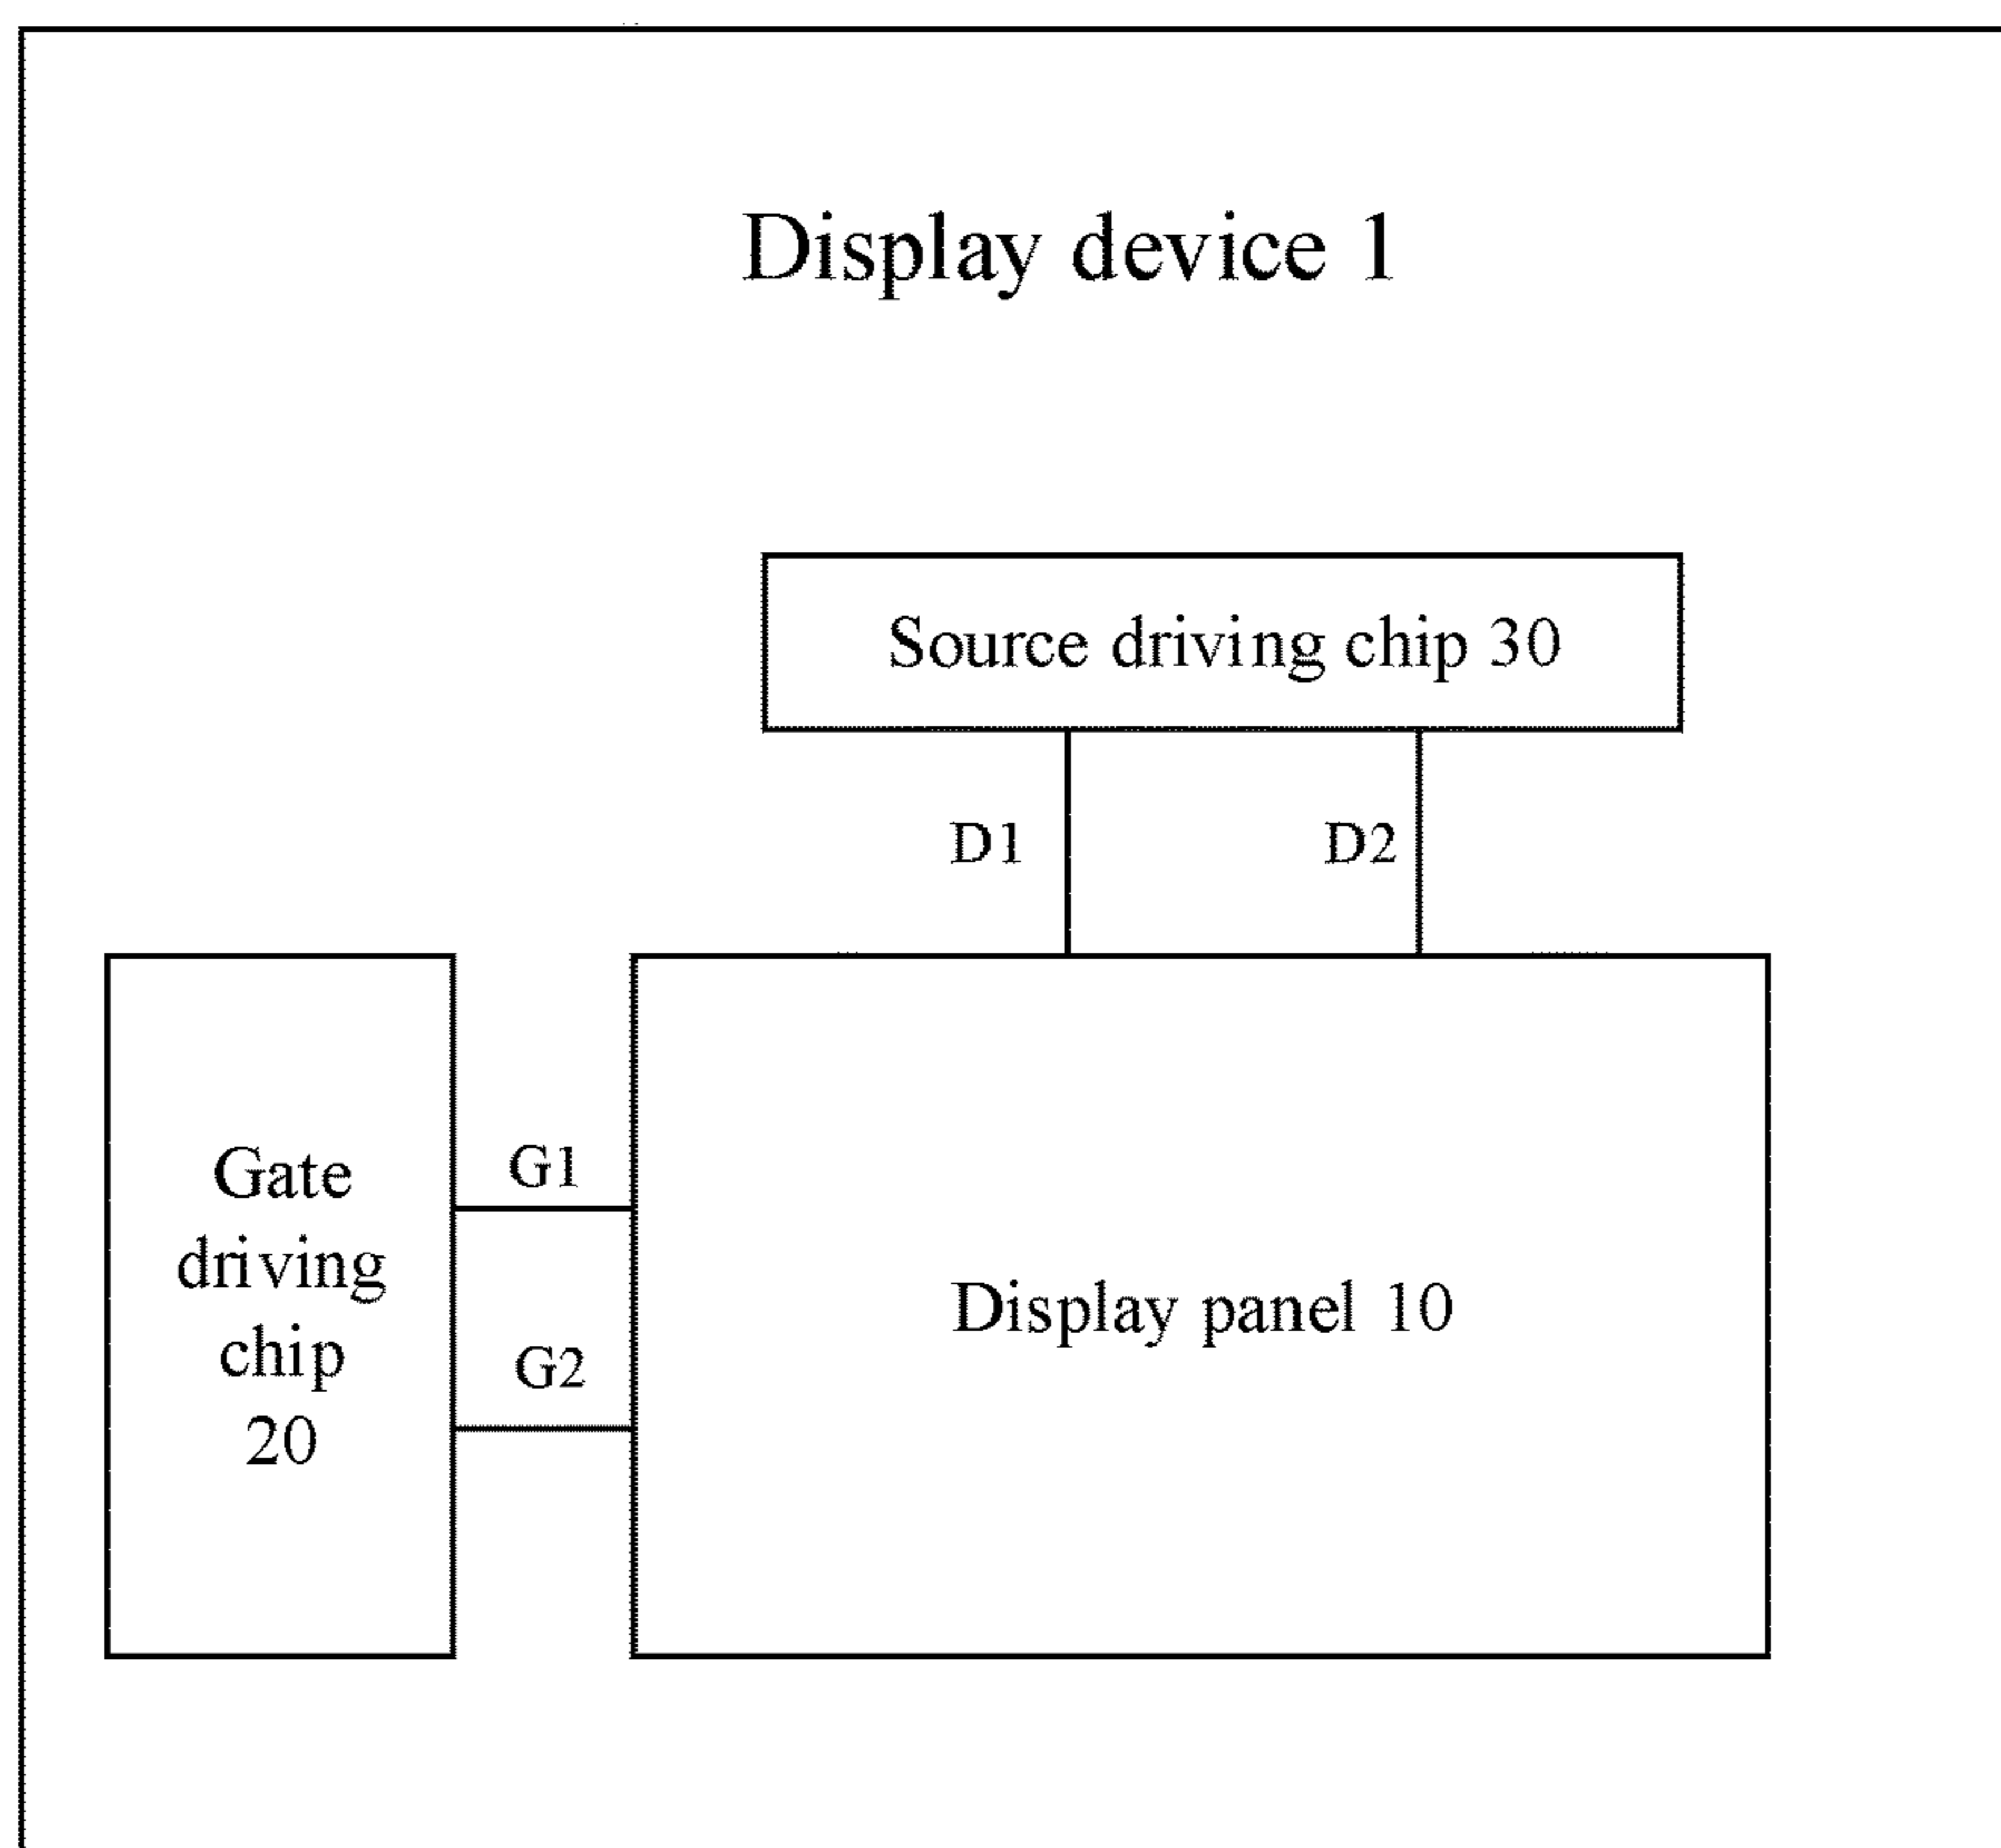 Display device 1
Source driving chip 30
D1
D2
Gate
driving
chip
20
G1
G2
Display panel 10